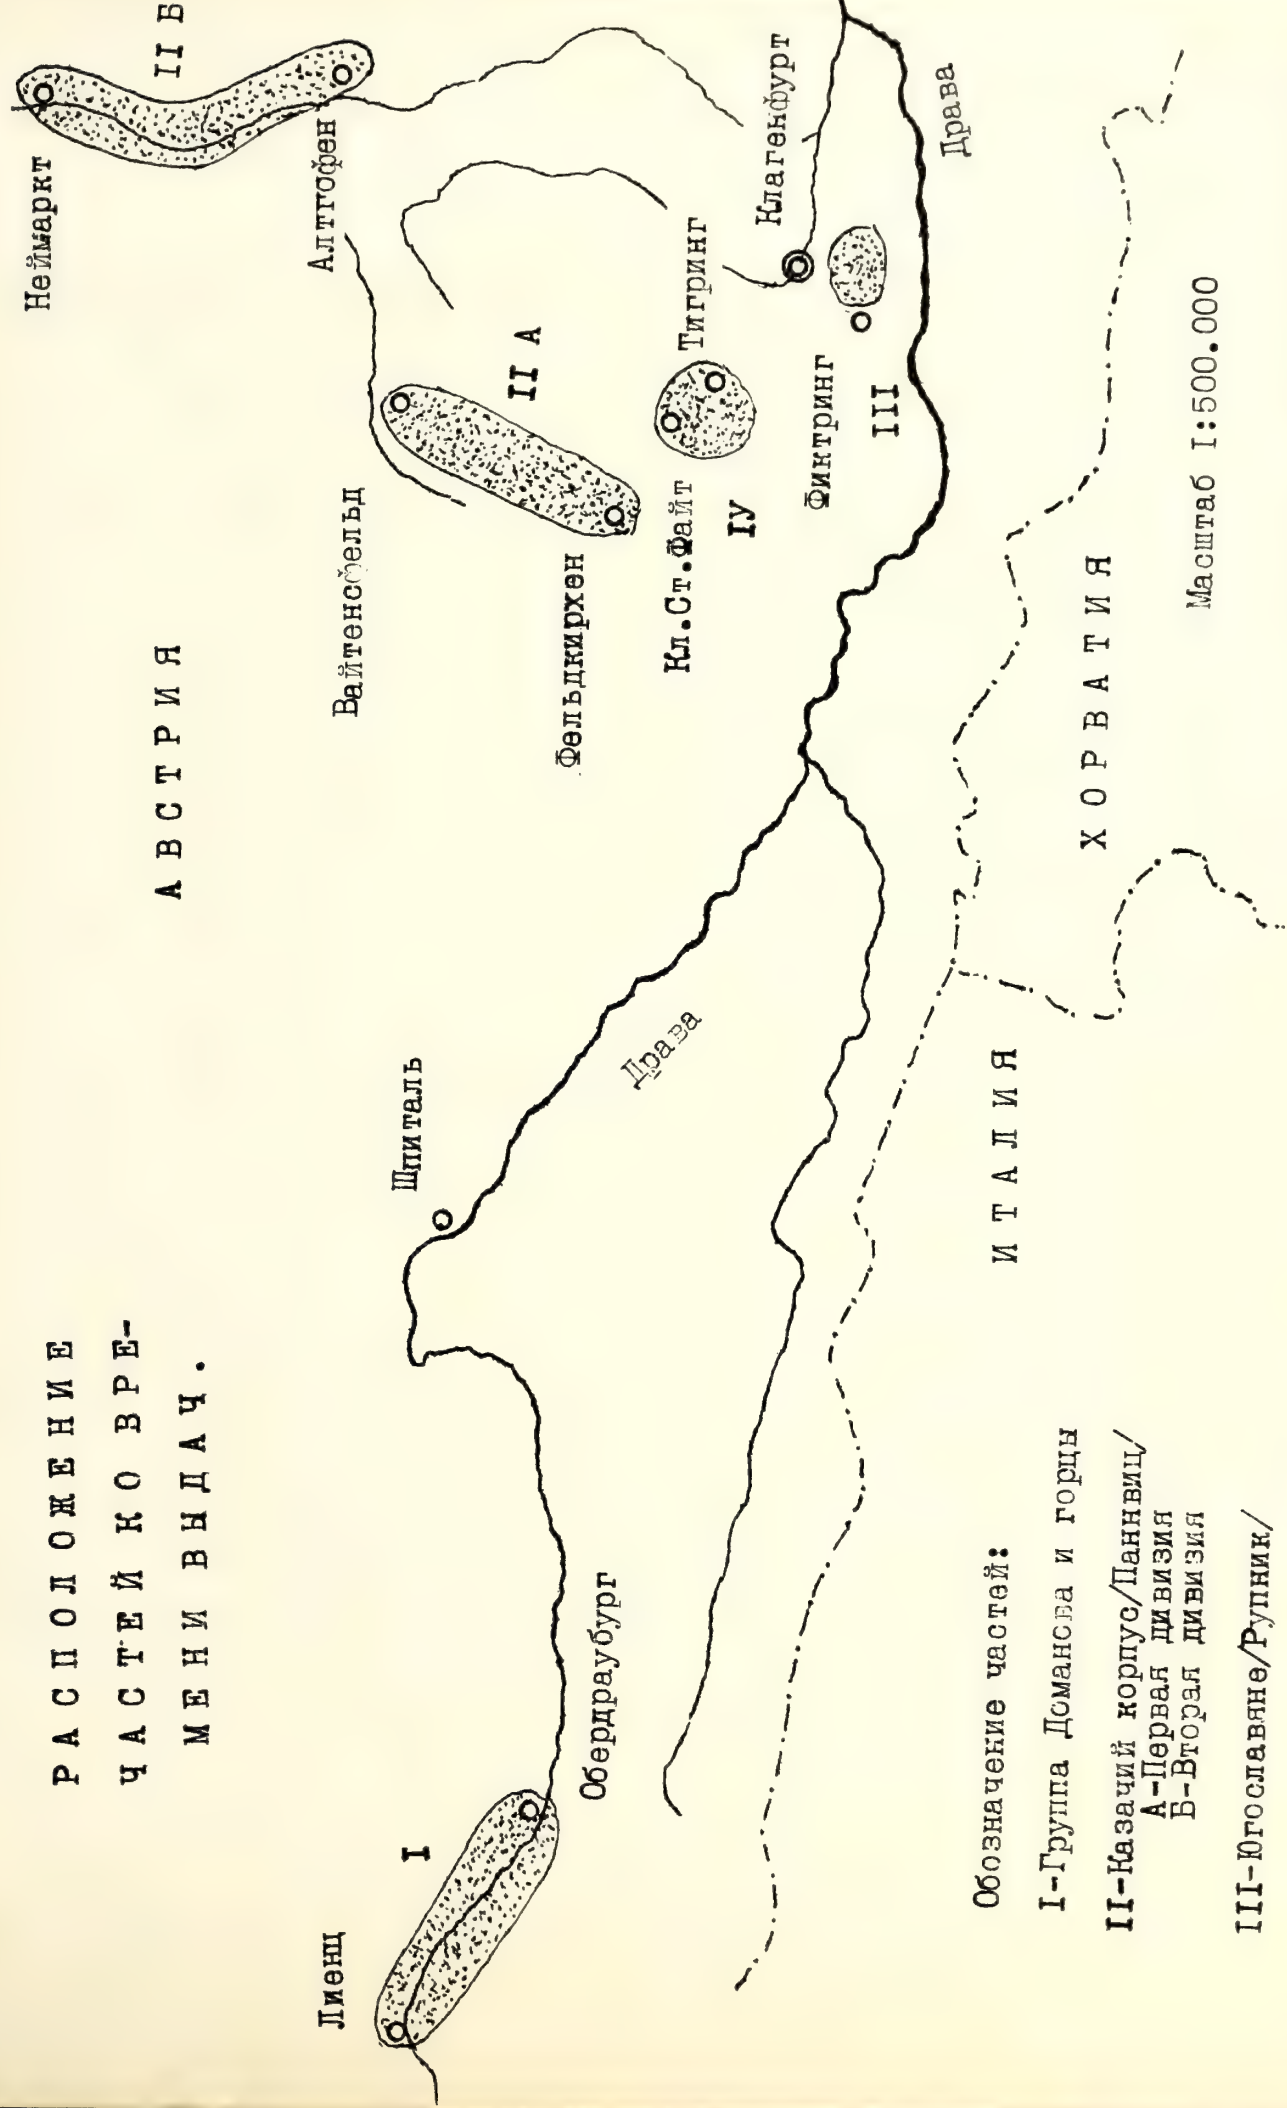 РАСПОЛОЖЕНИЕ
ЧАСТЕЙ КО ВРЕ-
МЕНИ ВЫДАЧ.
АВСТРИЯ
Неймаркт
II Б
Алтгофен
Вайтенсфельд
II А
Фельдкирхен
Тигринг
Кл.Ст.Файт
IУ
Клагенфурт
Фиктринг
III
Драва
Шпиталь
Драва
Лиенц
I
Обердраубург
ИТАЛИЯ
ХОРВАТИЯ
Масштаб I:500.000
Обозначение частей:
I-Группа Доманова и горцы
II-Казачий корпус/Паннвиц/
А-Первая дивизия
Б-Вторая дивизия
III-Югославяне/Рупник/